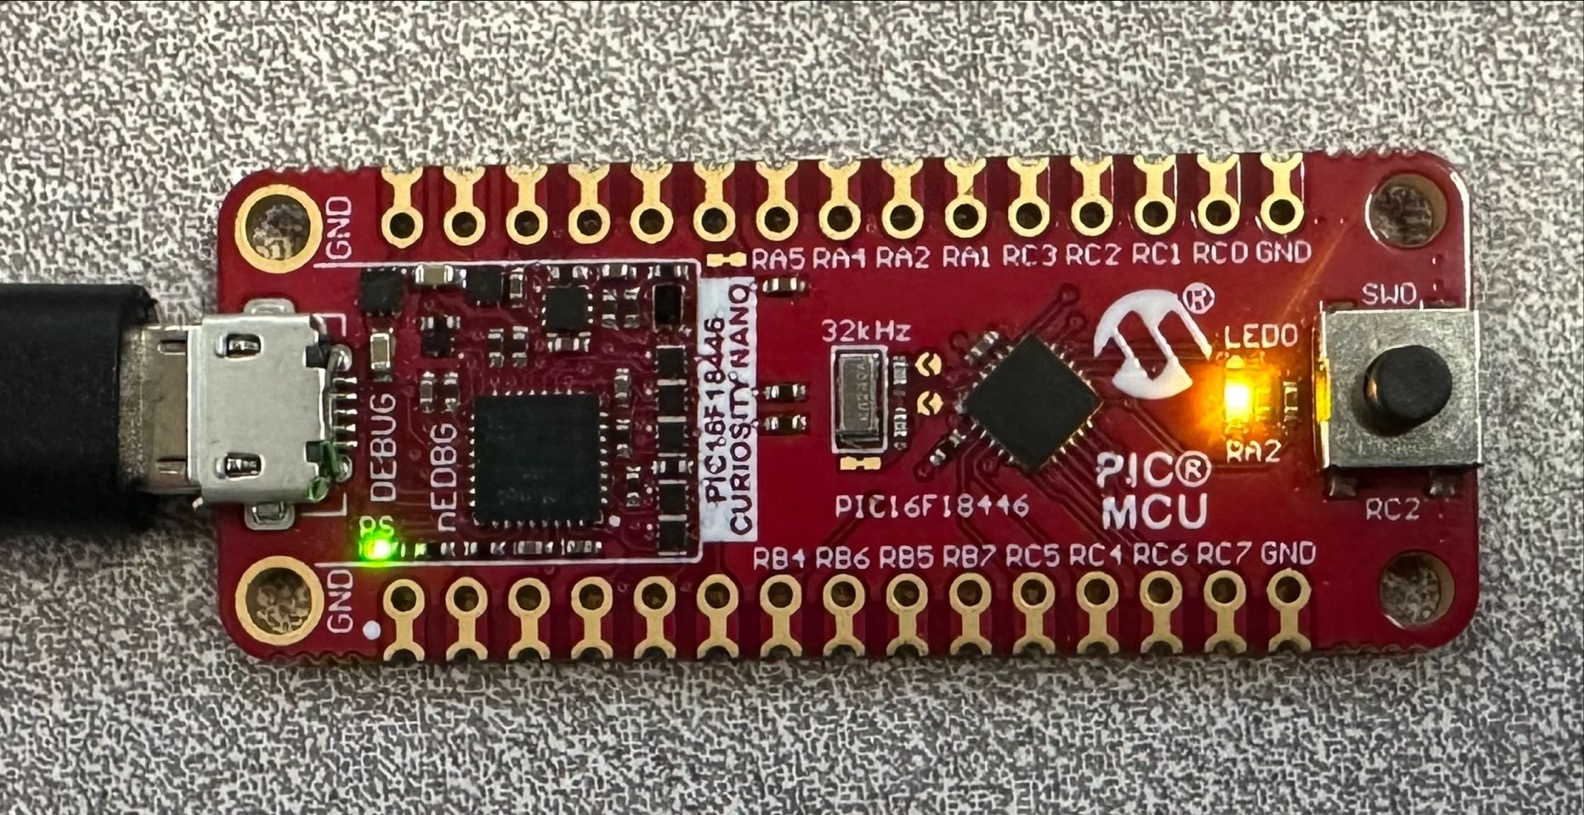 GND
RA5 RA4 RA2 RA1 RC3 RC2 RC1 RC0 GND
SW0
LED0
RA2
RC2
32kHz
®
PIC®
MCU
PIC16F18446
PIC16F18446
CURIOSITY NANO
DEBUG
nEDBG
PS
GND
RB4 RB6 RB5 RB7 RC5 RC4 RC6 RC7 GND